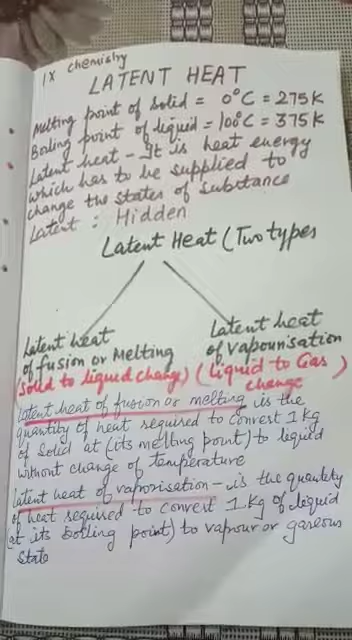 IX chemistry
LATENT HEAT
Melting point of Solid = 0°C = 275K
Boiling point of liquid = 100°C = 375K
Latent heat - It is heat energy
which has to be supplied to
change the states of substance
Latent : Hidden
Latent Heat (Two types
Latent heat
of fusion or Melting
(Solid to liquid change)
Latent heat
of vapounisation
(Liquid to Gas
change)
Latent heat of fusion or melting is the
quantity of heat required to convert 1 kg
of Solid at (its melting point) to liquid
without change of temperature
latent heat of vaporisation - is the quantity
of heat required to convert 1 Kg of liquid
(at its boiling point) to vapour or gaseous
State